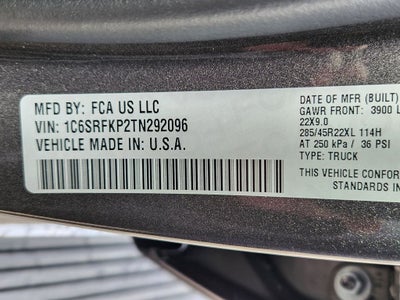 MFD BY: FCA US LLC
VIN: 1C6SRFKP2TN292096
VEHICLE MADE IN: U.S.A.
DATE OF MFR (BUILT)
GAWR FRONT: 3900 L
22X9.0
285/45R22XL 114H
AT 250 kPa / 36 PSI
TYPE: TRUCK
THIS VEHICLE CONFOR
STANDARDS IN